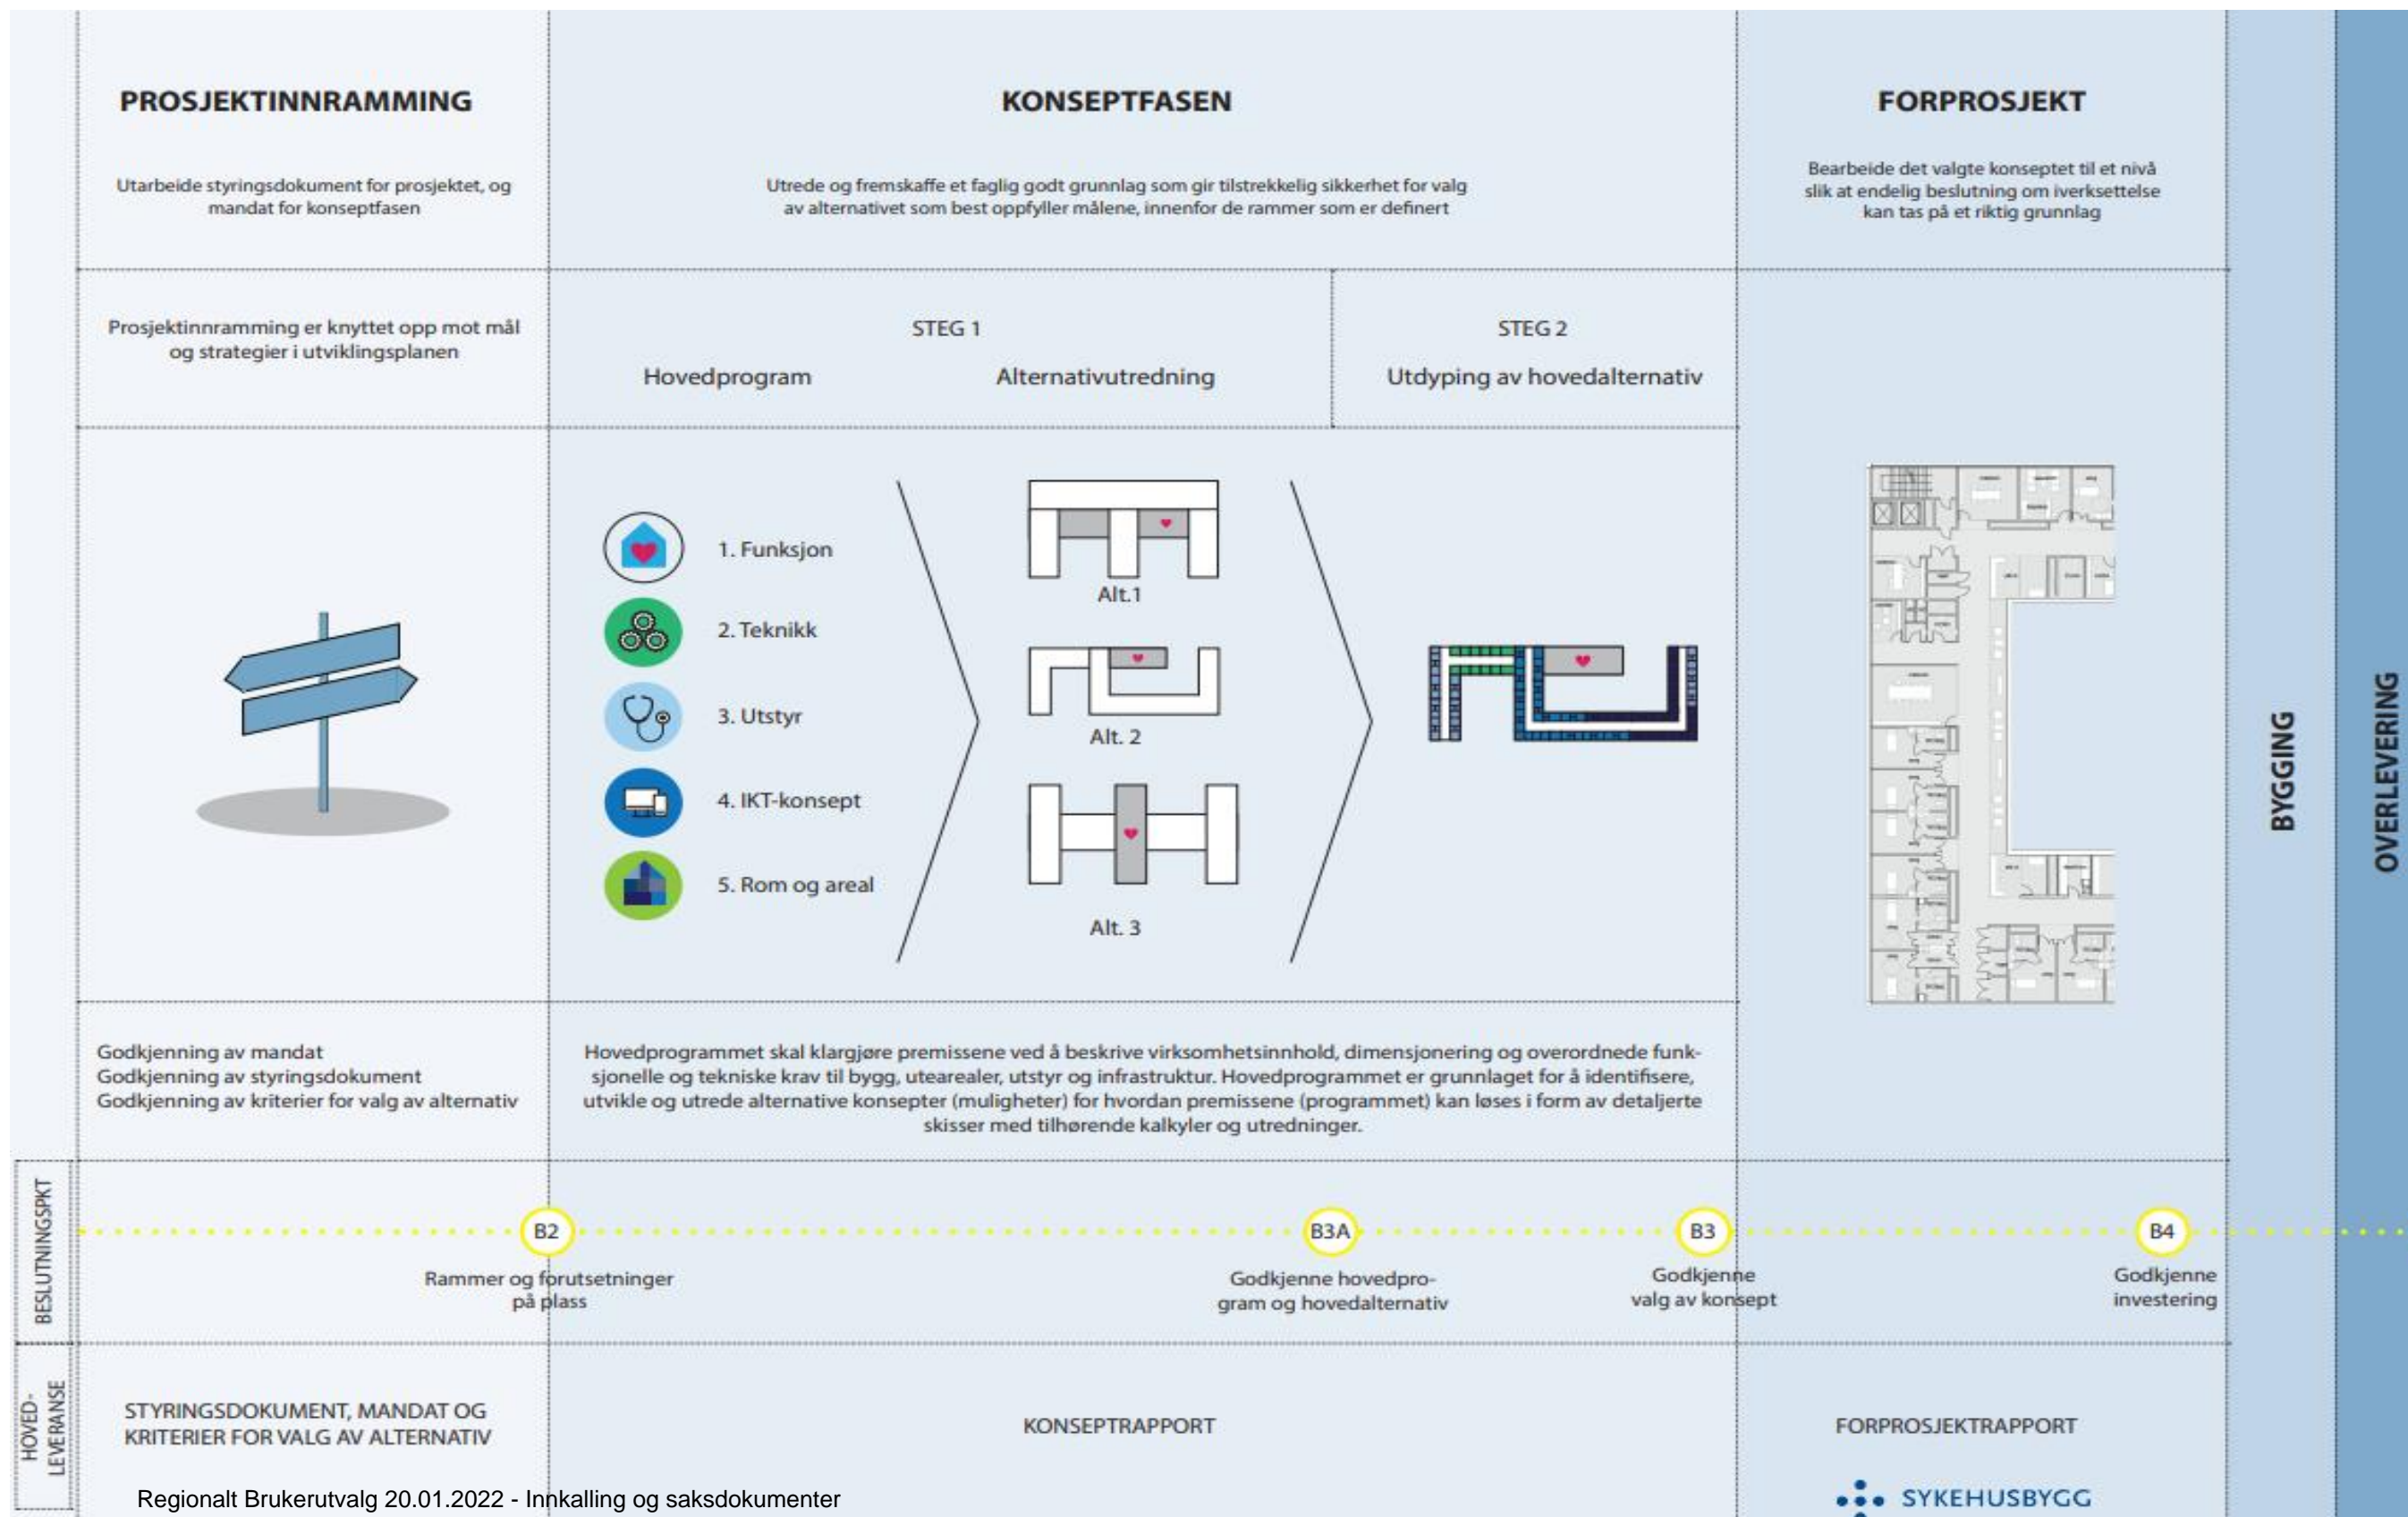 PROSJEKTINNRAMMING
Utarbeide styringsdokument for prosjektet, og
mandat for konseptfasen
Prosjektinnramming er knyttet opp mot mål
og strategier i utviklingsplanen
Godkjenning av mandat
Godkjenning av styringsdokument
Godkjenning av kriterier for valg av alternativ
KONSEPTFASEN
Utrede og fremskaffe et faglig godt grunnlag som gir tilstrekkelig sikkerhet for valg
av alternativet som best oppfyller målene, innenfor de rammer som er definert
STEG 1
Hovedprogram
Alternativutredning
STEG 2
Utdyping av hovedalternativ
1. Funksjon
2. Teknikk
3. Utstyr
4. IKT-konsept
5. Rom og areal
Alt.1
Alt. 2
Alt. 3
Hovedprogrammet skal klargjøre premissene ved å beskrive virksomhetsinnhold, dimensjonering og overordnede funk-
sjonelle og tekniske krav til bygg, utearealer, utstyr og infrastruktur. Hovedprogrammet er grunnlaget for å identifisere,
utvikle og utrede alternative konsepter (muligheter) for hvordan premissene (programmet) kan løses i form av detaljerte
skisser med tilhørende kalkyler og utredninger.
FORPROSJEKT
Bearbeide det valgte konseptet til et nivå
slik at endelig beslutning om iverksettelse
kan tas på et riktig grunnlag
BYGGING
OVERLEVERING
BESLUTNINGSPKT
B2
Rammer og forutsetninger
på plass
B3A
Godkjenne hovedpro-
gram og hovedalternativ
B3
Godkjenne
valg av konsept
B4
Godkjenne
investering
HOVED-
LEVERANSE
STYRINGSDOKUMENT, MANDAT OG
KRITERIER FOR VALG AV ALTERNATIV
KONSEPTRAPPORT
FORPROSJEKTRAPPORT
Regionalt Brukerutvalg 20.01.2022 - Innkalling og saksdokumenter
SYKEHUSBYGG